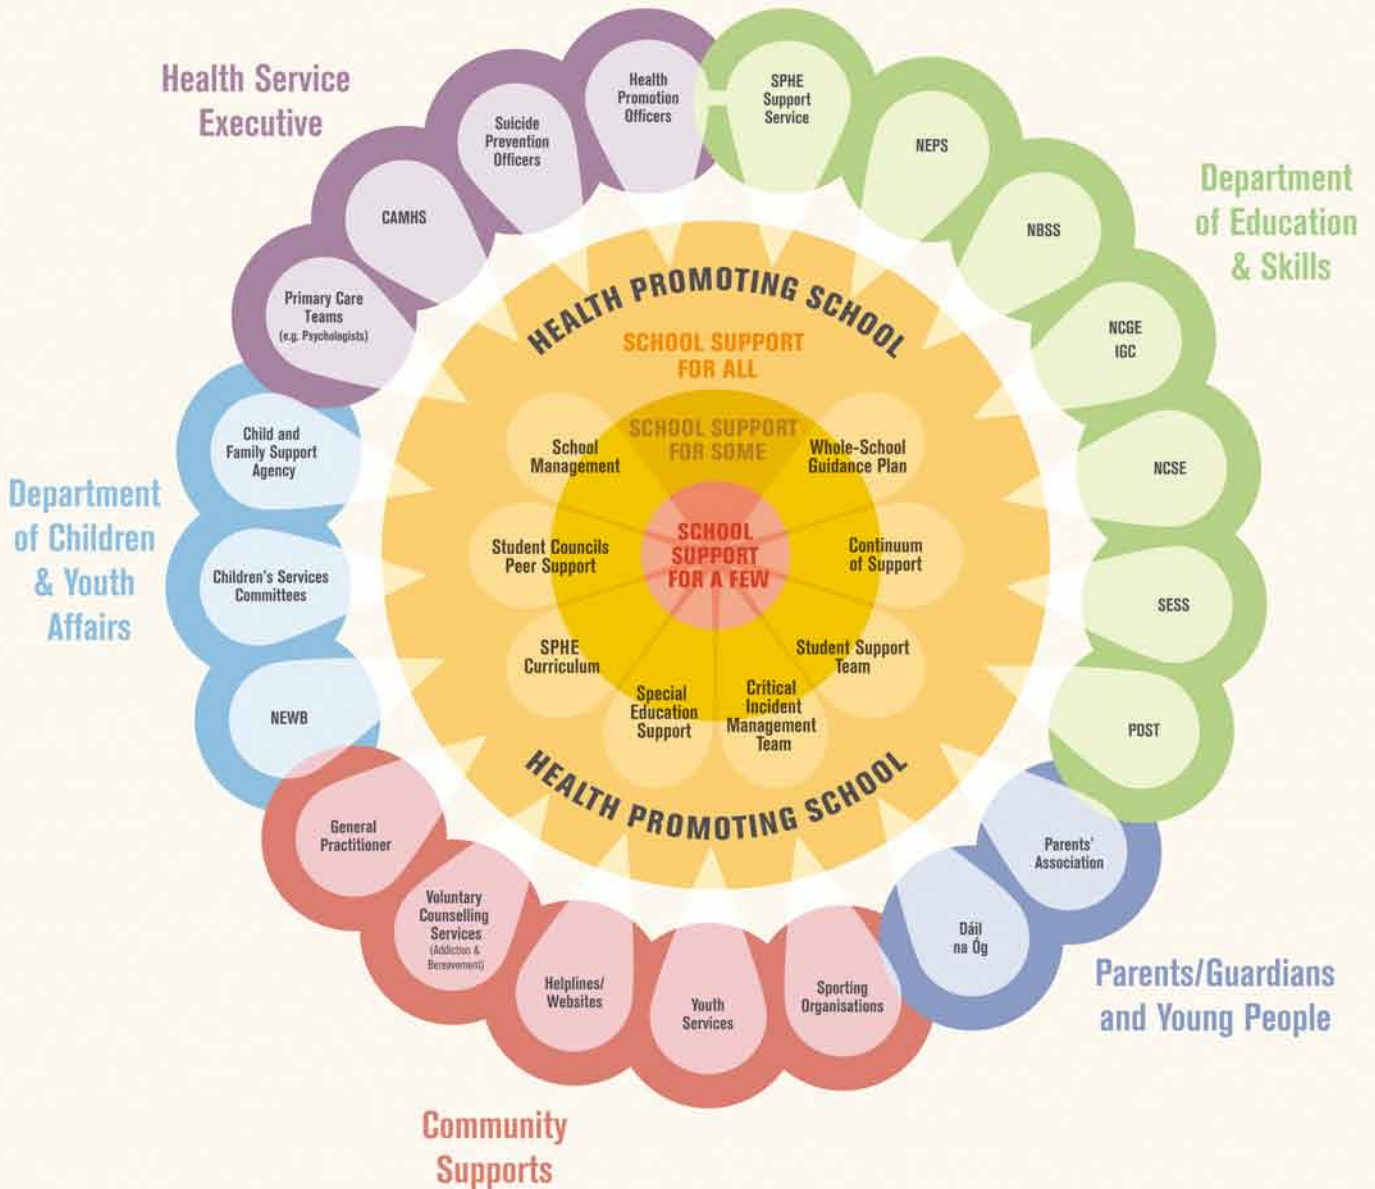 Health Service
Executive
Health
Promotion
Officers
Suicide
Prevention
Officers
CAMHS
Primary Care
Teams
(e.g. Psychologists)
SPHE
Support
Service
NEPS
NBSS
NCGE
IGC
NCSE
SESS
PDST
Department
of Education
& Skills
Department
of Children
& Youth
Affairs
Child and
Family Support
Agency
Children's Services
Committees
NEWB
HEALTH PROMOTING SCHOOL
SCHOOL SUPPORT
FOR ALL
SCHOOL SUPPORT
FOR SOME
SCHOOL
SUPPORT
FOR A FEW
School
Management
Whole-School
Guidance Plan
Student Councils
Peer Support
Continuum
of Support
SPHE
Curriculum
Student Support
Team
Special
Education
Support
Critical
Incident
Management
Team
HEALTH PROMOTING SCHOOL
General
Practitioner
Voluntary
Counselling
Services
(Addiction &
Bereavement)
Helplines/
Websites
Youth
Services
Sporting
Organisations
Dáil
na Óg
Parents'
Association
Parents/Guardians
and Young People
Community
Supports